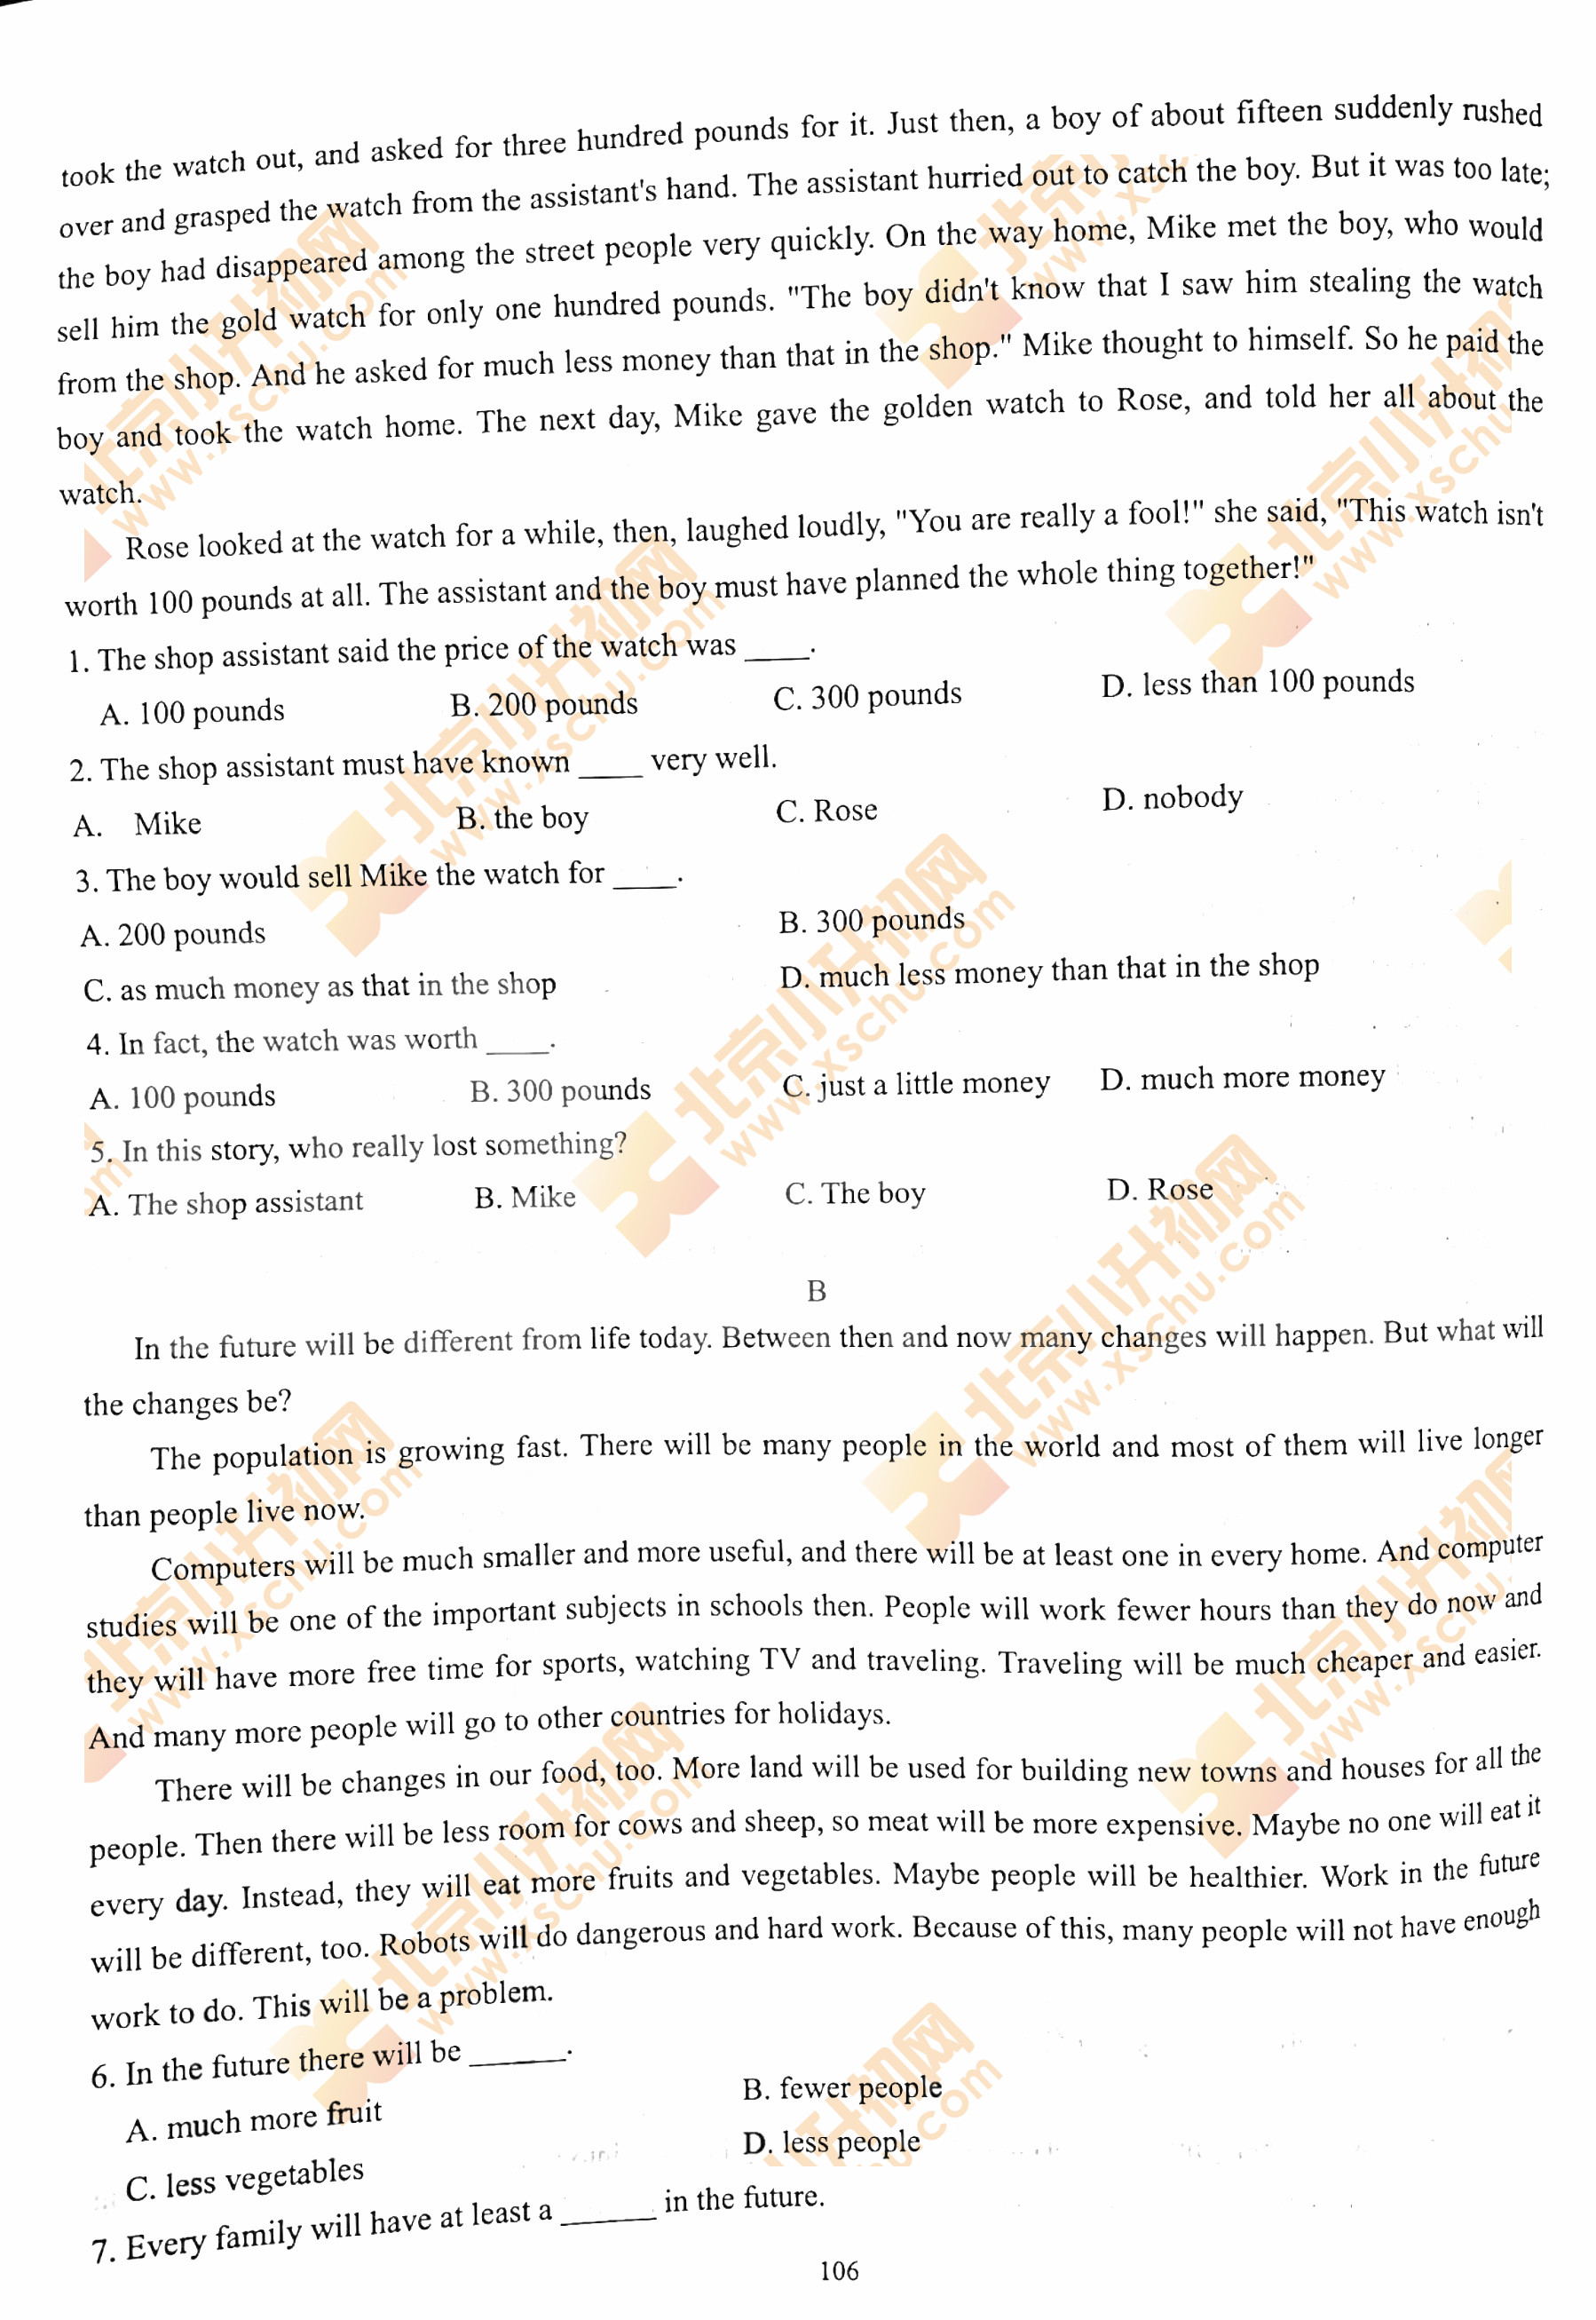 took the watch out, and asked for three hundred pounds for it. Just then, a boy of about fifteen suddenly rushed
over and grasped the watch from the assistant's hand. The assistant hurried out to catch the boy. But it was too late;
the boy had disappeared among the street people very quickly. On the way home, Mike met the boy, who would
sell him the gold watch for only one hundred pounds. "The boy didn't know that I saw him stealing the watch
from the shop. And he asked for much less money than that in the shop." Mike thought to himself. So he paid the
boy and took the watch home. The next day, Mike gave the golden watch to Rose, and told her all about the
watch.
Rose looked at the watch for a while, then, laughed loudly, "You are really a fool!" she said, "This watch isn't
worth 100 pounds at all. The assistant and the boy must have planned the whole thing together!"
1. The shop assistant said the price of the watch was ____.
A. 100 pounds B. 200 pounds C. 300 pounds D. less than 100 pounds
2. The shop assistant must have known ____ very well.
A. Mike B. the boy C. Rose D. nobody
3. The boy would sell Mike the watch for ____.
A. 200 pounds B. 300 pounds
C. as much money as that in the shop D. much less money than that in the shop
4. In fact, the watch was worth ____.
A. 100 pounds B. 300 pounds C. just a little money D. much more money
5. In this story, who really lost something?
A. The shop assistant B. Mike C. The boy D. Rose
B
In the future will be different from life today. Between then and now many changes will happen. But what will
the changes be?
The population is growing fast. There will be many people in the world and most of them will live longer
than people live now.
Computers will be much smaller and more useful, and there will be at least one in every home. And computer
studies will be one of the important subjects in schools then. People will work fewer hours than they do now and
they will have more free time for sports, watching TV and traveling. Traveling will be much cheaper and easier.
And many more people will go to other countries for holidays.
There will be changes in our food, too. More land will be used for building new towns and houses for all the
people. Then there will be less room for cows and sheep, so meat will be more expensive. Maybe no one will eat it
every day. Instead, they will eat more fruits and vegetables. Maybe people will be healthier. Work in the future
will be different, too. Robots will do dangerous and hard work. Because of this, many people will not have enough
work to do. This will be a problem.
6. In the future there will be ______.
A. much more fruit B. fewer people
C. less vegetables D. less people
7. Every family will have at least a ______ in the future.
106
北京小升初网
www.xschu.com